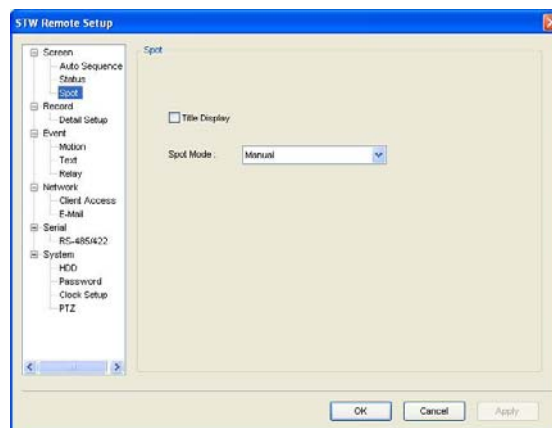 STW Remote Setup
Screen
Auto Sequence
Status
Spot
Record
Detail Setup
Event
Motion
Text
Relay
Network
Client Access
E-Mail
Serial
RS-485/422
System
HDD
Password
Clock Setup
PTZ
Spot
Title Display
Spot Mode : Manual
OK Cancel Apply